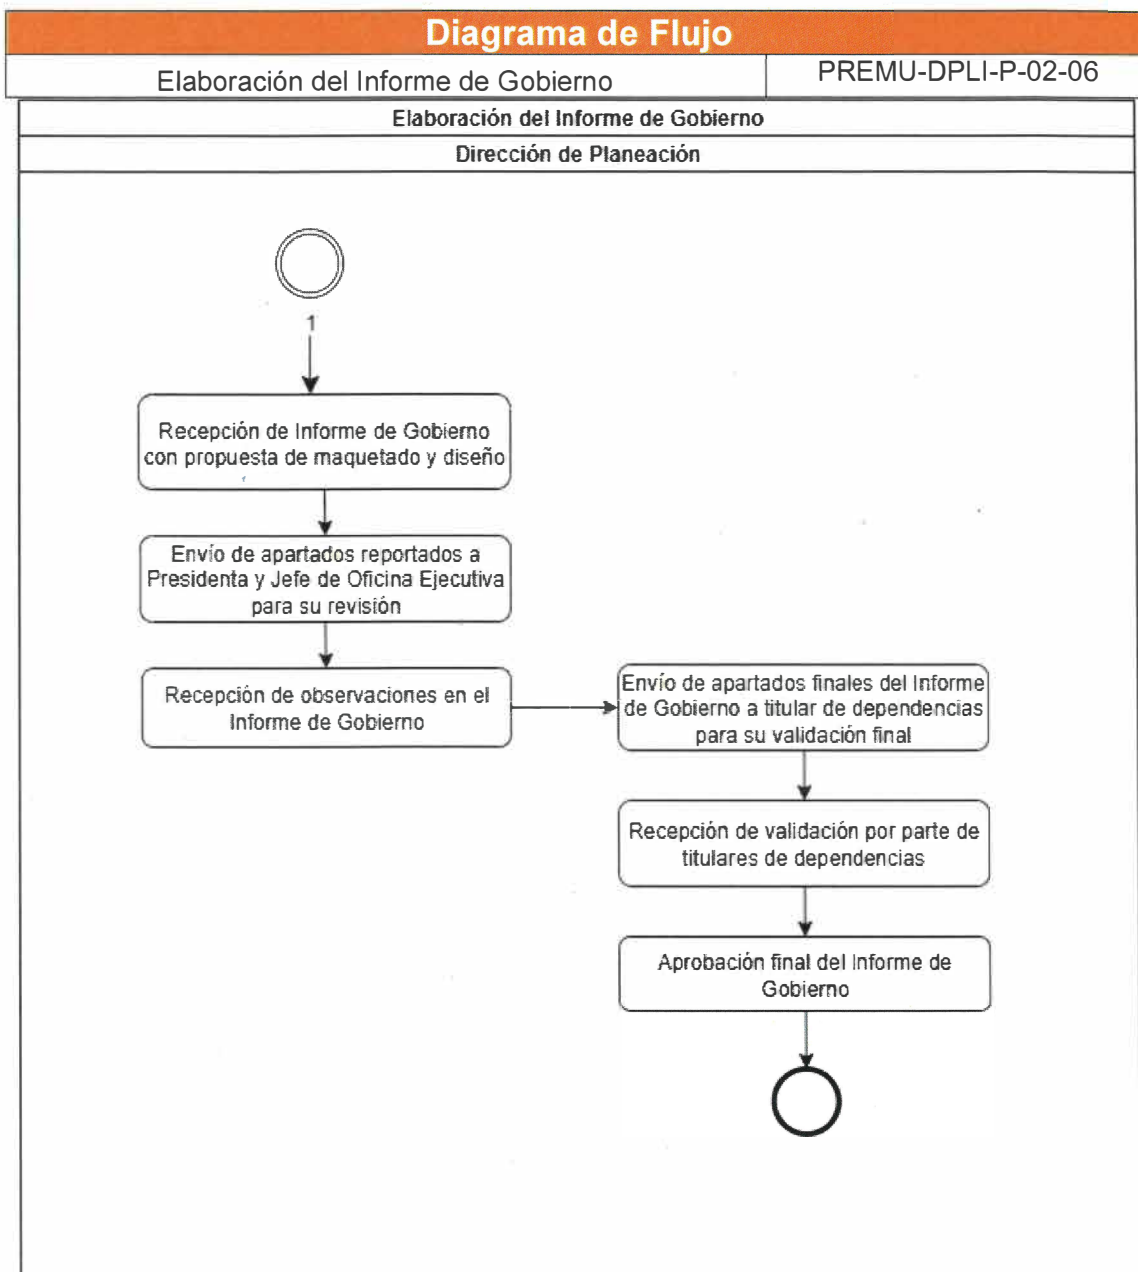 Diagrama de Flujo
Elaboración del Informe de Gobierno
PREMU-DPLI-P-02-06
Elaboración del Informe de Gobierno
Dirección de Planeación
1
Recepción de Informe de Gobierno
con propuesta de maquetado y diseño
Envío de apartados reportados a
Presidenta y Jefe de Oficina Ejecutiva
para su revisión
Recepción de observaciones en el
Informe de Gobierno
Envío de apartados finales del Informe
de Gobierno a titular de dependencias
para su validación final
Recepción de validación por parte de
titulares de dependencias
Aprobación final del Informe de
Gobierno